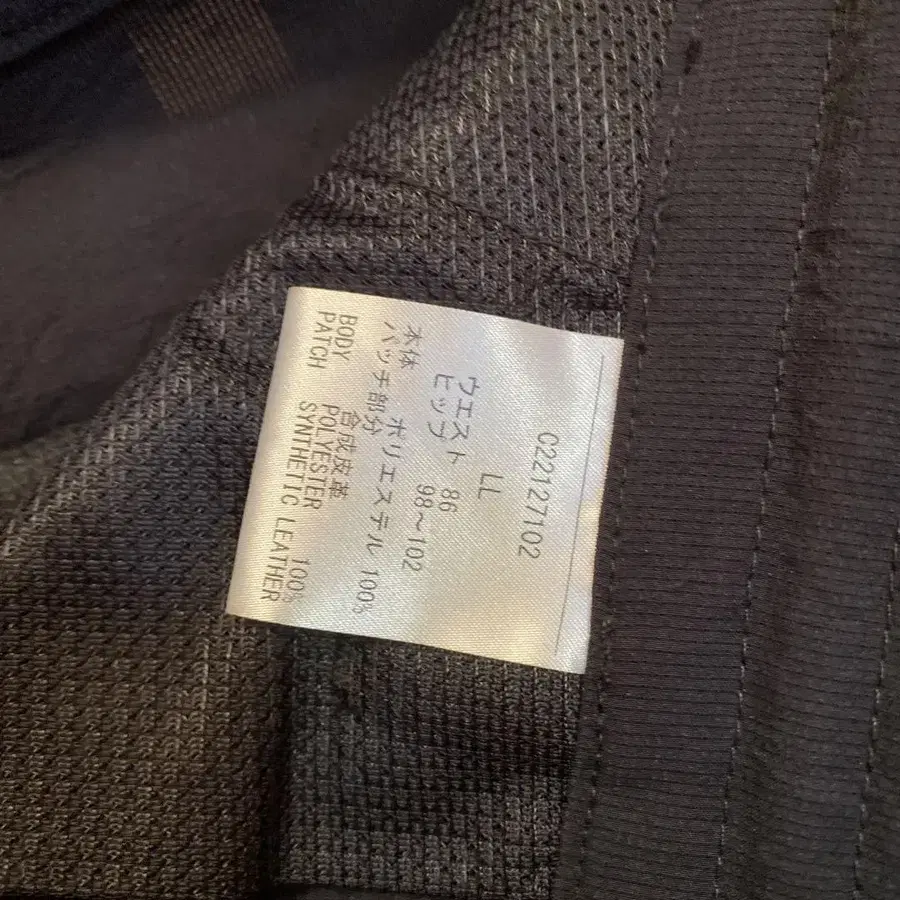 C22127102
LL
ウエスト 86
ヒップ 98～102
本体 ポリエステル 100%
パッチ部分 合成皮革
BODY POLYESTER 100%
PATCH SYNTHETIC LEATHER